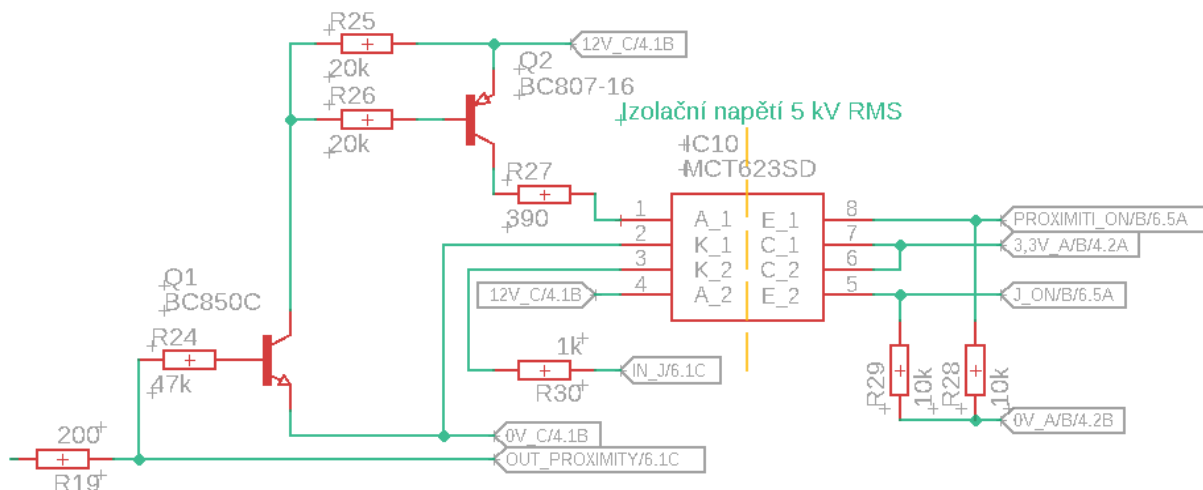 R25
20k
12V_C/4.1B
Q2
BC807-16
R26
20k
Izolační napětí 5 kV RMS
IC10
MCT623SD
R27
390
1 A_1 E_1 8
2 K_1 C_1 7
3 K_2 C_2 6
4 A_2 E_2 5
PROXIMITI_ON/B/6.5A
3,3V_A/B/4.2A
12V_C/4.1B
J_ON/B/6.5A
Q1
BC850C
R24
47k
1k
R30
IN_J/6.1C
R29
10k
R28
10k
0V_A/B/4.2B
0V_C/4.1B
OUT_PROXIMITY/6.1C
200
R19